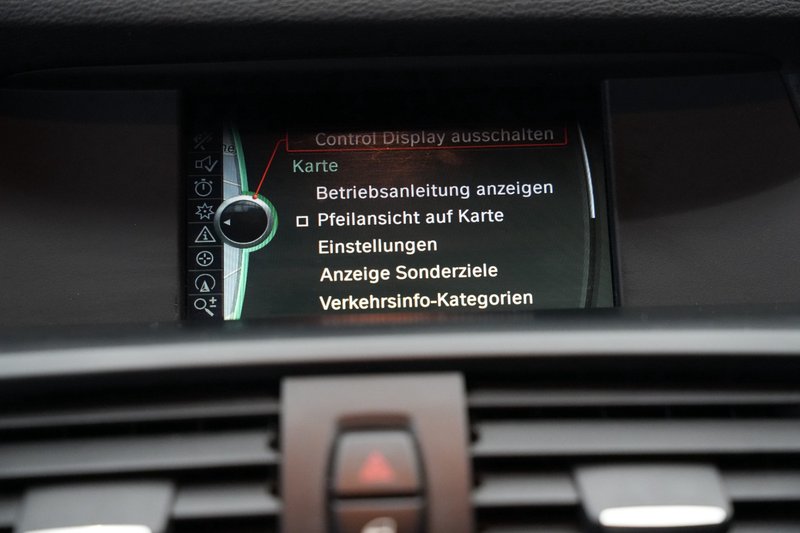 Control Display ausschalten
Karte
Betriebsanleitung anzeigen
Pfeilansicht auf Karte
Einstellungen
Anzeige Sonderziele
Verkehrsinfo-Kategorien